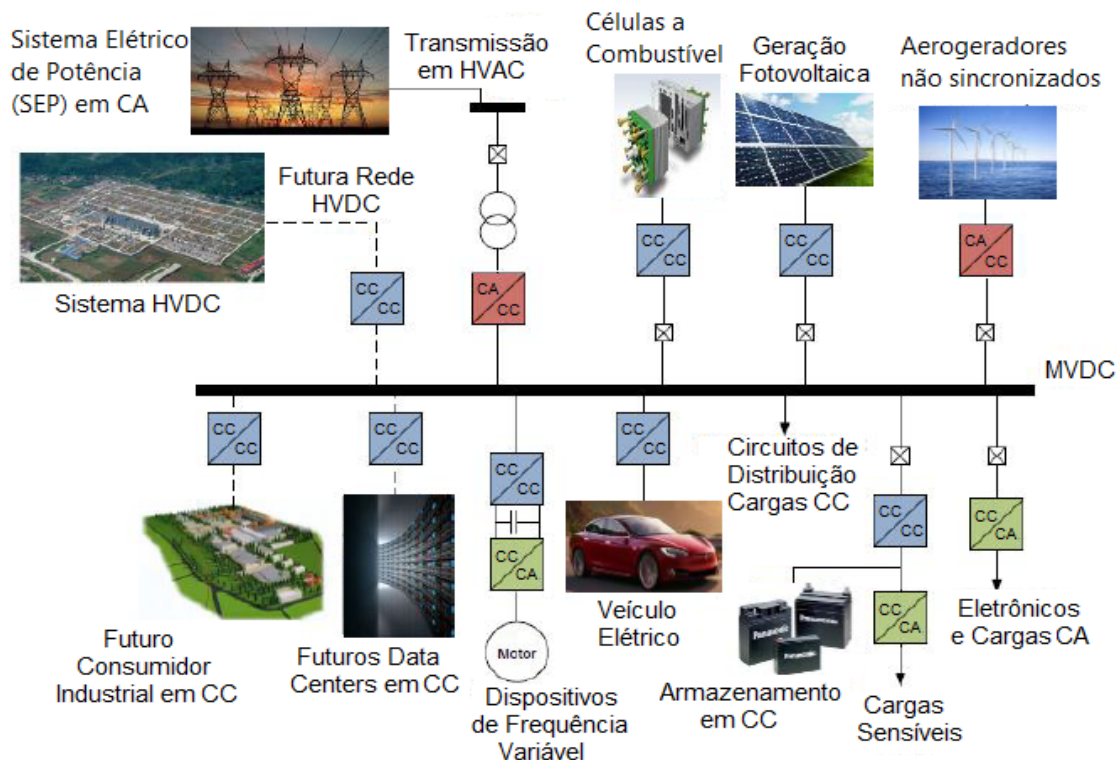 Sistema Elétrico
de Potência
(SEP) em CA
Transmissão
em HVAC
Células a
Combustível
Geração
Fotovoltaica
Aerogeradores
não sincronizados
Futura Rede
HVDC
Sistema HVDC
CC
CC
CA
CC
CC
CC
CC
CC
CA
CC
MVDC
CC
CC
CC
CC
CC
CC
CC
CA
Motor
CC
CC
Circuitos de
Distribuição
Cargas CC
CC
CC
CC
CA
CC
CA
Futuro
Consumidor
Industrial em CC
Futuros Data
Centers em CC
Dispositivos
de Frequência
Variável
Veículo
Elétrico
Panasonic
Panasonic
Panasonic
Armazenamento
em CC
Cargas
Sensíveis
Eletrônicos
e Cargas CA